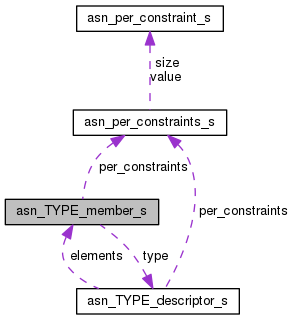 asn_per_constraint_s
size
value
asn_per_constraints_s
per_constraints
asn_TYPE_member_s
per_constraints
elements
type
asn_TYPE_descriptor_s